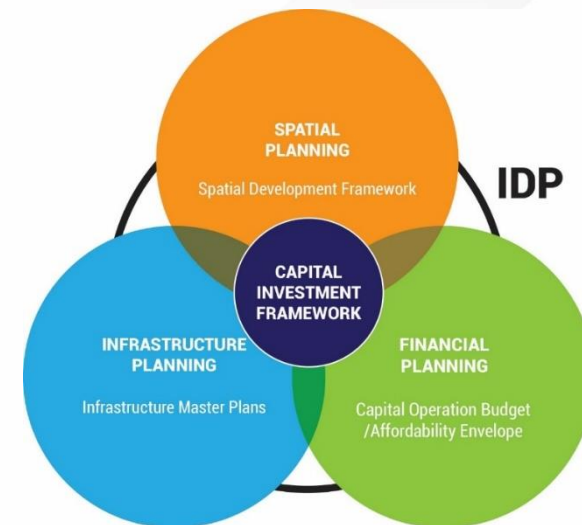 SPATIAL
PLANNING
Spatial Development Framework
IDP
CAPITAL
INVESTMENT
FRAMEWORK
INFRASTRUCTURE
PLANNING
Infrastructure Master Plans
FINANCIAL
PLANNING
Capital Operation Budget
/Affordability Envelope